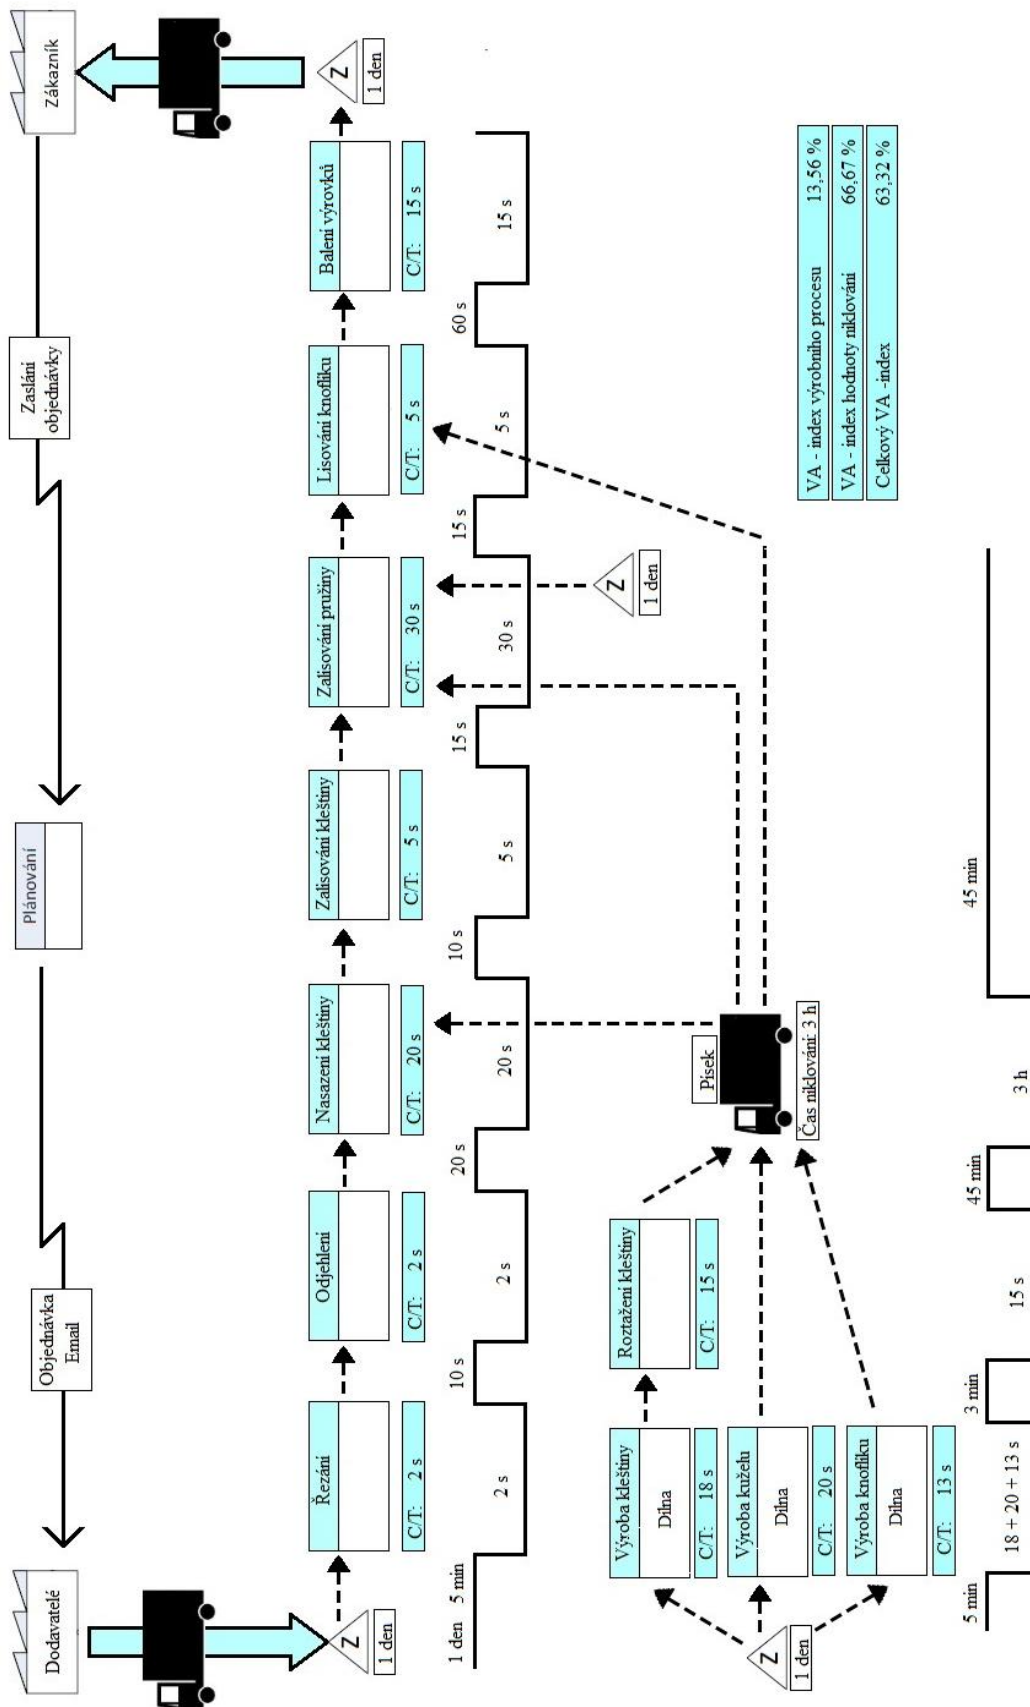 Dodavatelé
Objednávka
Email
Plánování
Zaslání
objednávky
Zákazník
Z
1 den
Řezání
C/T: 2 s
Odjehlení
C/T: 2 s
Nasazení kleštiny
C/T: 20 s
Zalisování kleštiny
C/T: 5 s
Zalisování pružiny
C/T: 30 s
Lisování knoflíku
C/T: 5 s
Balení výrovků
C/T: 15 s
Z
1 den
1 den 5 min
2 s
10 s
2 s
20 s
20 s
10 s
5 s
15 s
30 s
15 s
5 s
60 s
15 s
Z
1 den
Z
1 den
Výroba kleštiny
Dílna
C/T: 18 s
Roztažení kleštiny
C/T: 15 s
Výroba kuželu
Dílna
C/T: 20 s
Výroba knoflíku
Dílna
C/T: 13 s
Písek
Čas niklování: 3 h
5 min
18 + 20 + 13 s
3 min
15 s
45 min
3 h
45 min
VA - index výrobního procesu 13,56 %
VA - index hodnoty niklování 66,67 %
Celkový VA -index 63,32 %